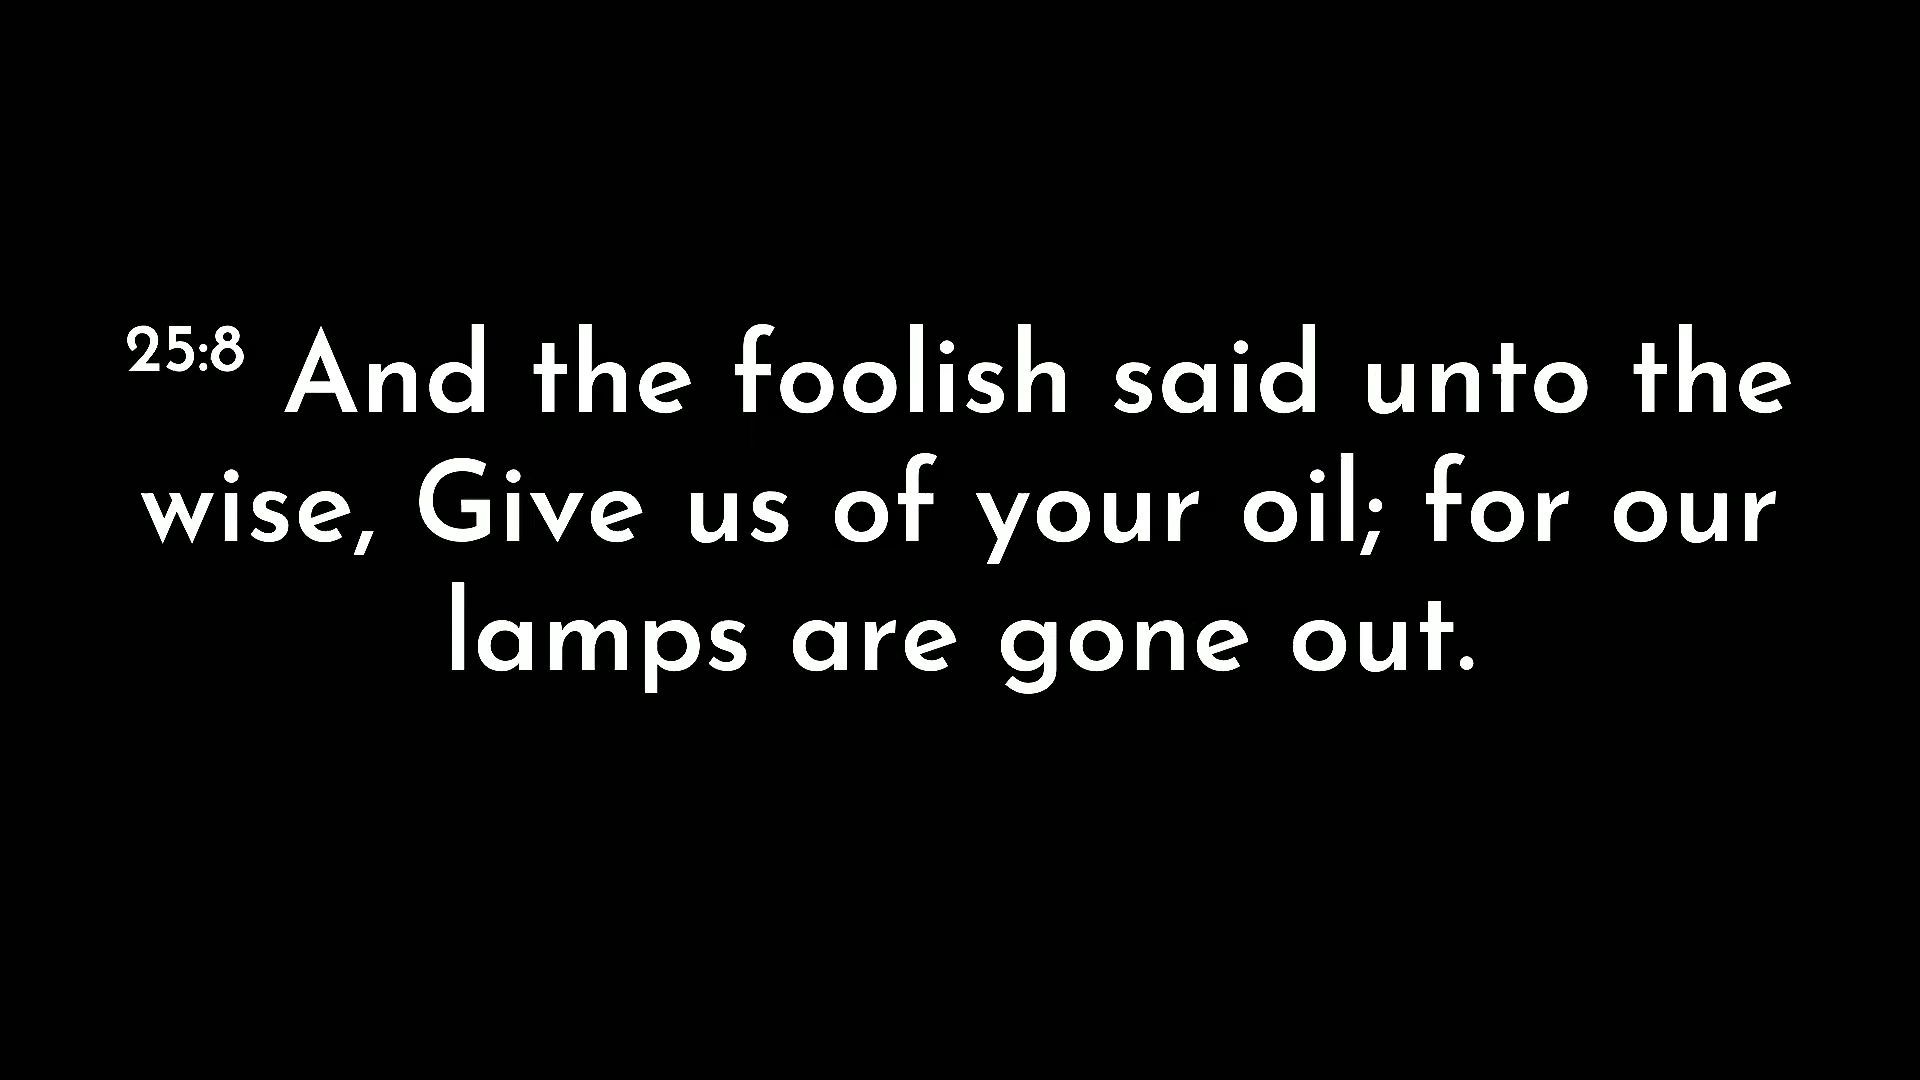 25:8 And the foolish said unto the
wise, Give us of your oil; for our
lamps are gone out.